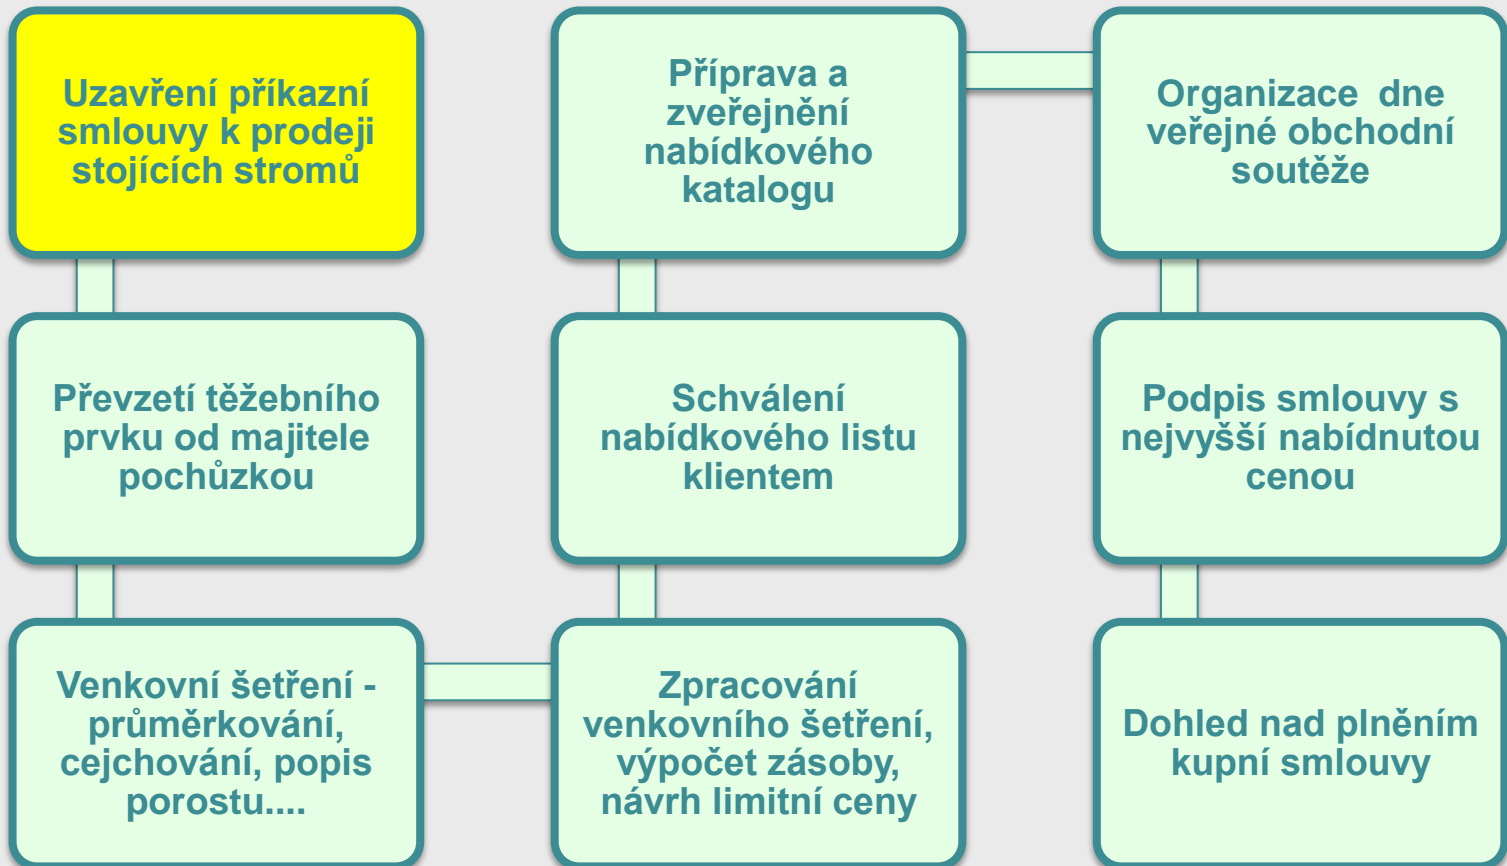 Uzavření příkazní
smlouvy k prodeji
stojících stromů
Převzetí těžebního
prvku od majitele
pochůzkou
Venkovní šetření -
průměrkování,
cejchování, popis
porostu....
Zpracování
venkovního šetření,
výpočet zásoby,
návrh limitní ceny
Schválení
nabídkového listu
klientem
Příprava a
zveřejnění
nabídkového
katalogu
Organizace  dne
veřejné obchodní
soutěže
Podpis smlouvy s
nejvyšší nabídnutou
cenou
Dohled nad plněním
kupní smlouvy